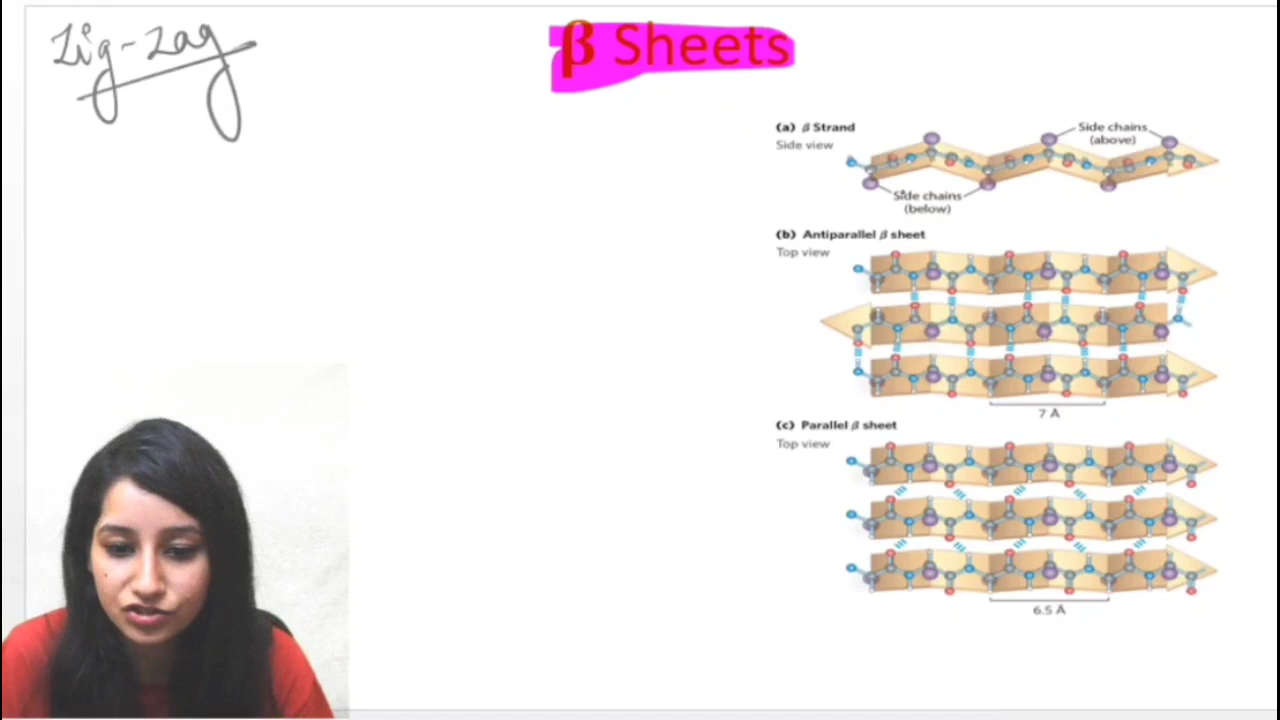 Zig-Zag
β Sheets
(a) β Strand
Side view
Side chains
(above)
Side chains
(below)
(b) Antiparallel β sheet
Top view
7 Å
(c) Parallel β sheet
Top view
6.5 Å